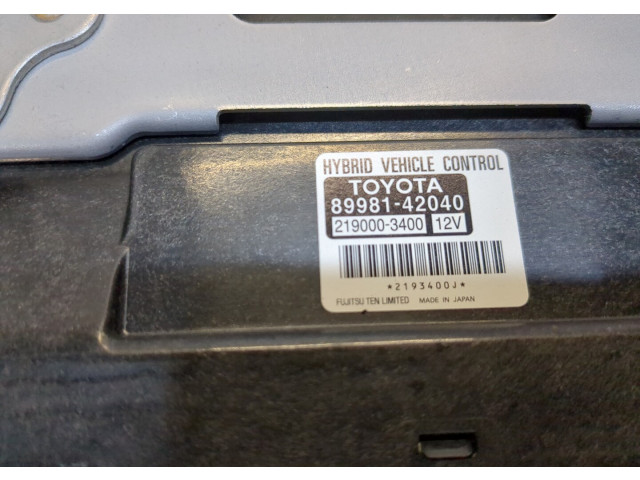 HYBRID VEHICLE CONTROL
TOYOTA
89981-42040
219000-3400 12V
*2193400J*
FUJITSU TEN LIMITED MADE IN JAPAN